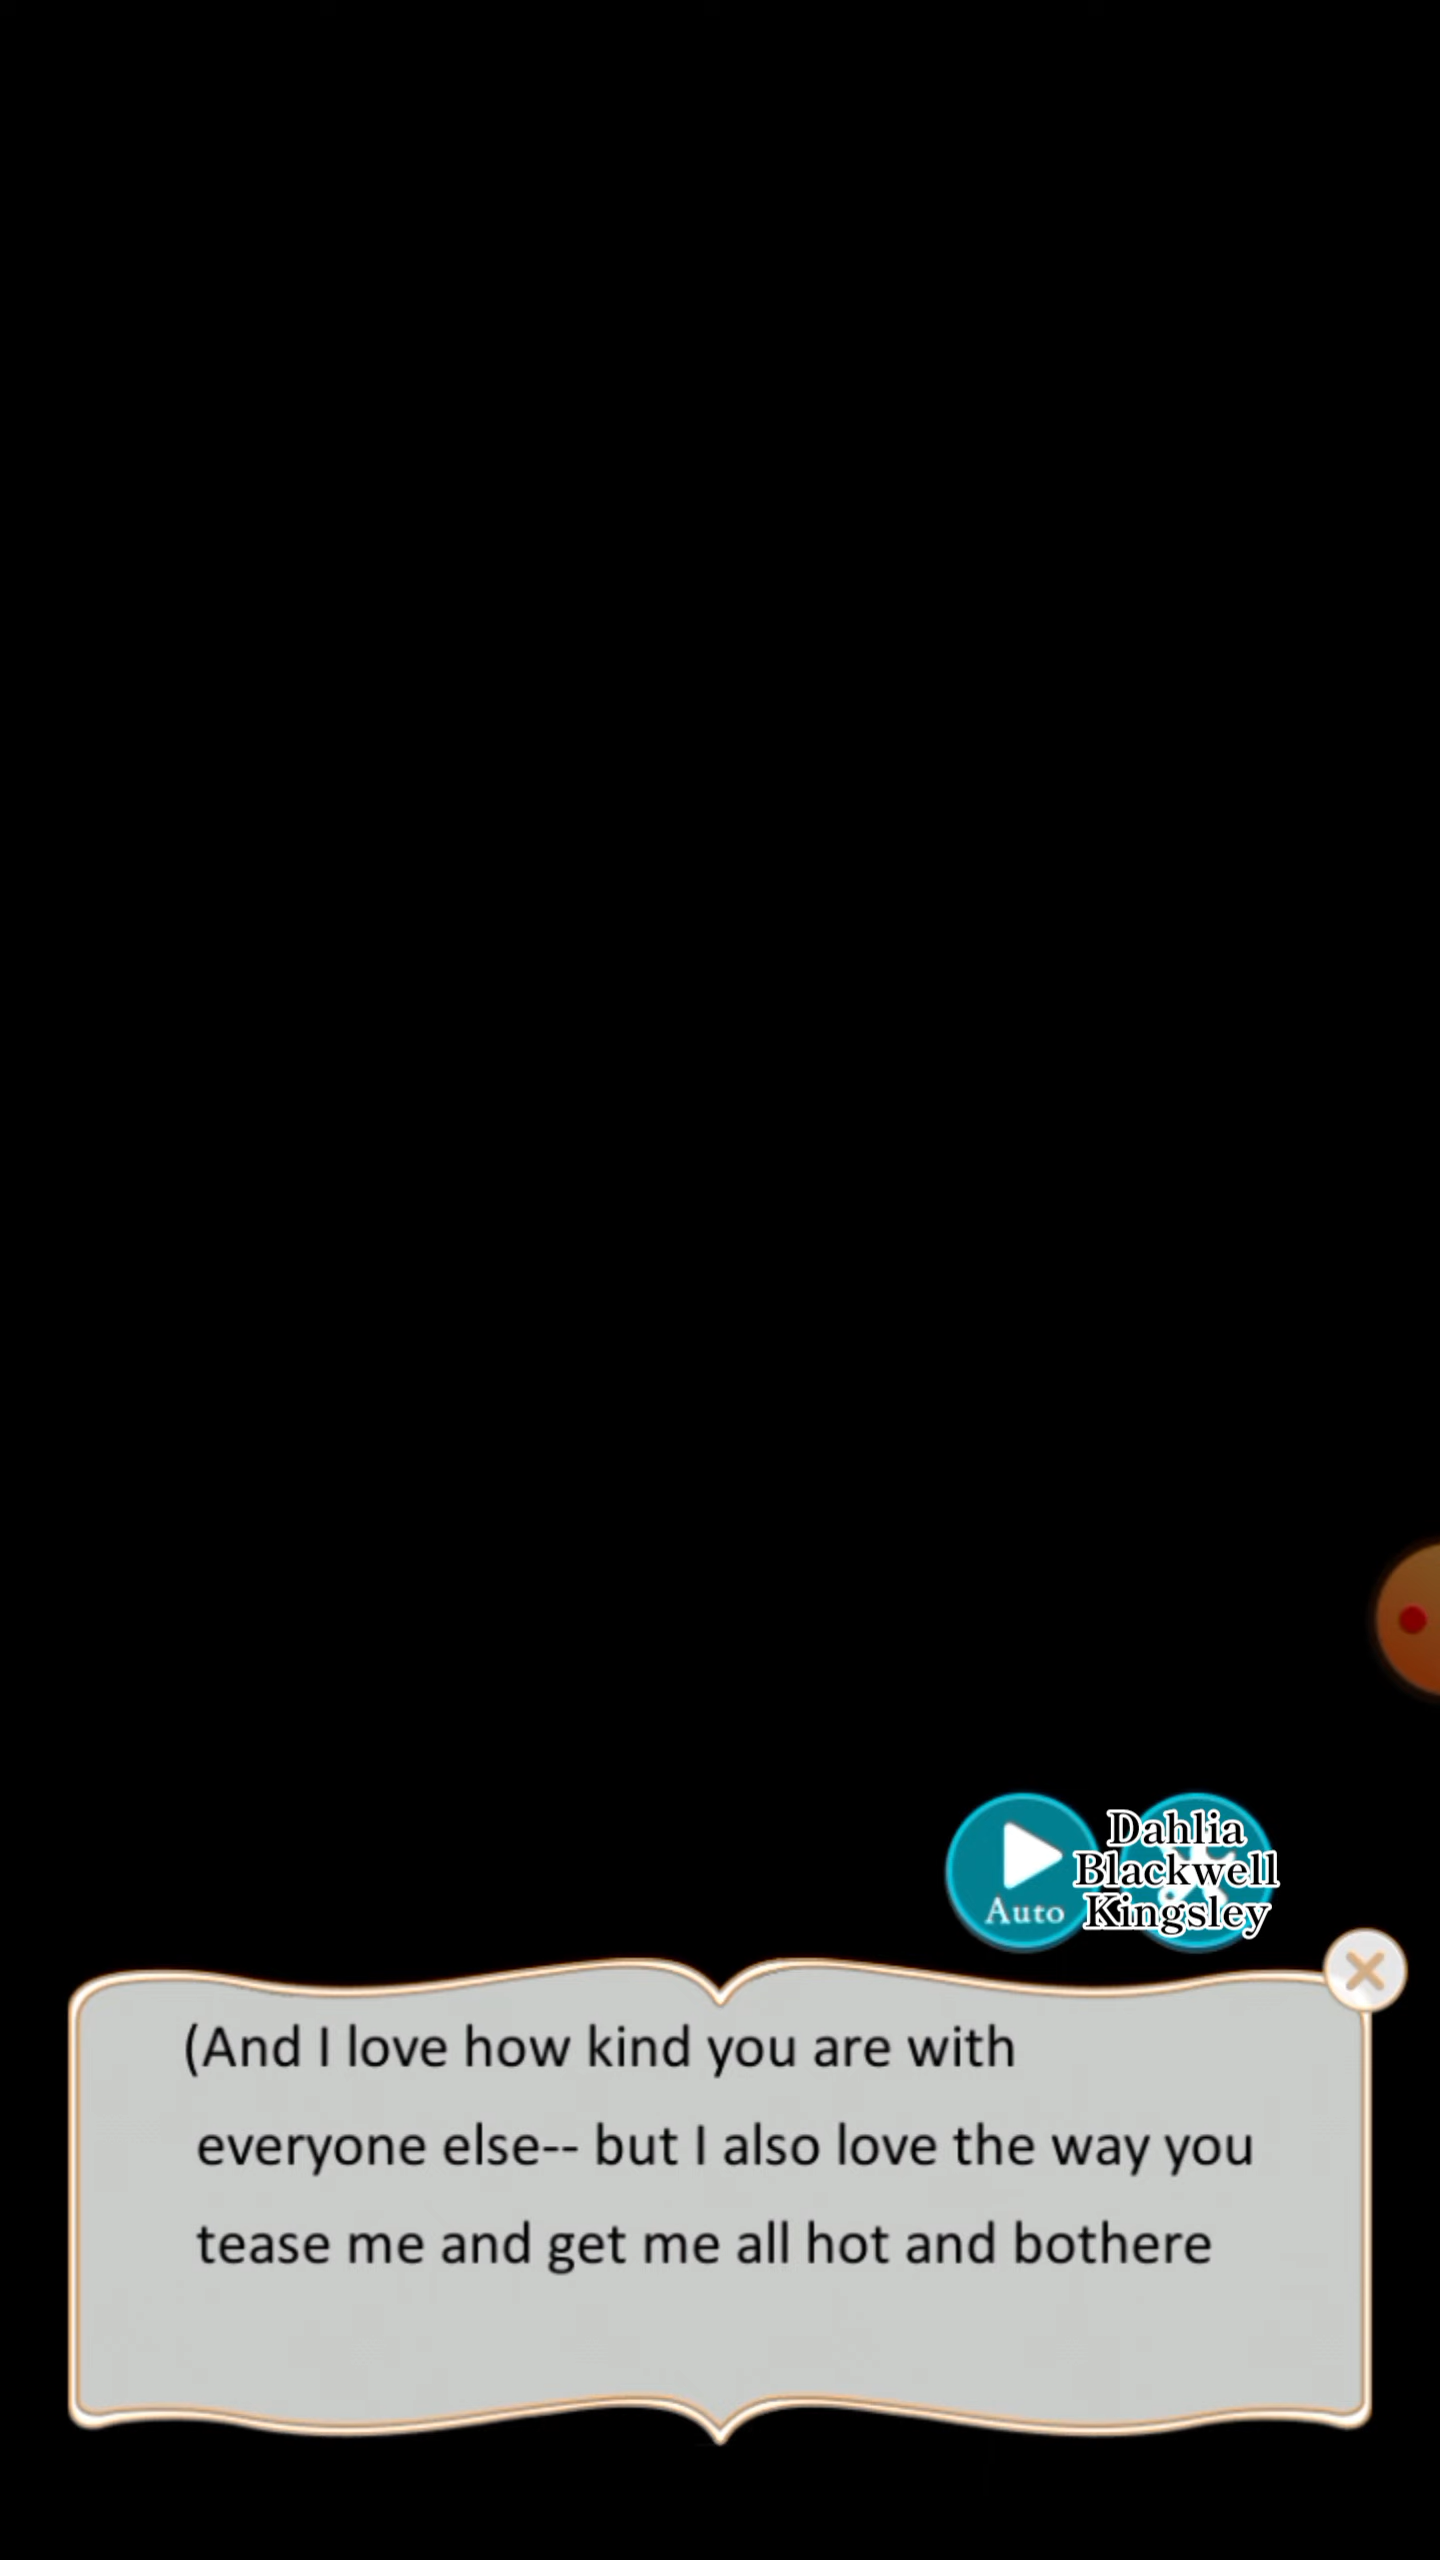 Dahlia
Blackwell
Kingsley
Auto
(And I love how kind you are with
everyone else-- but I also love the way you
tease me and get me all hot and bothere